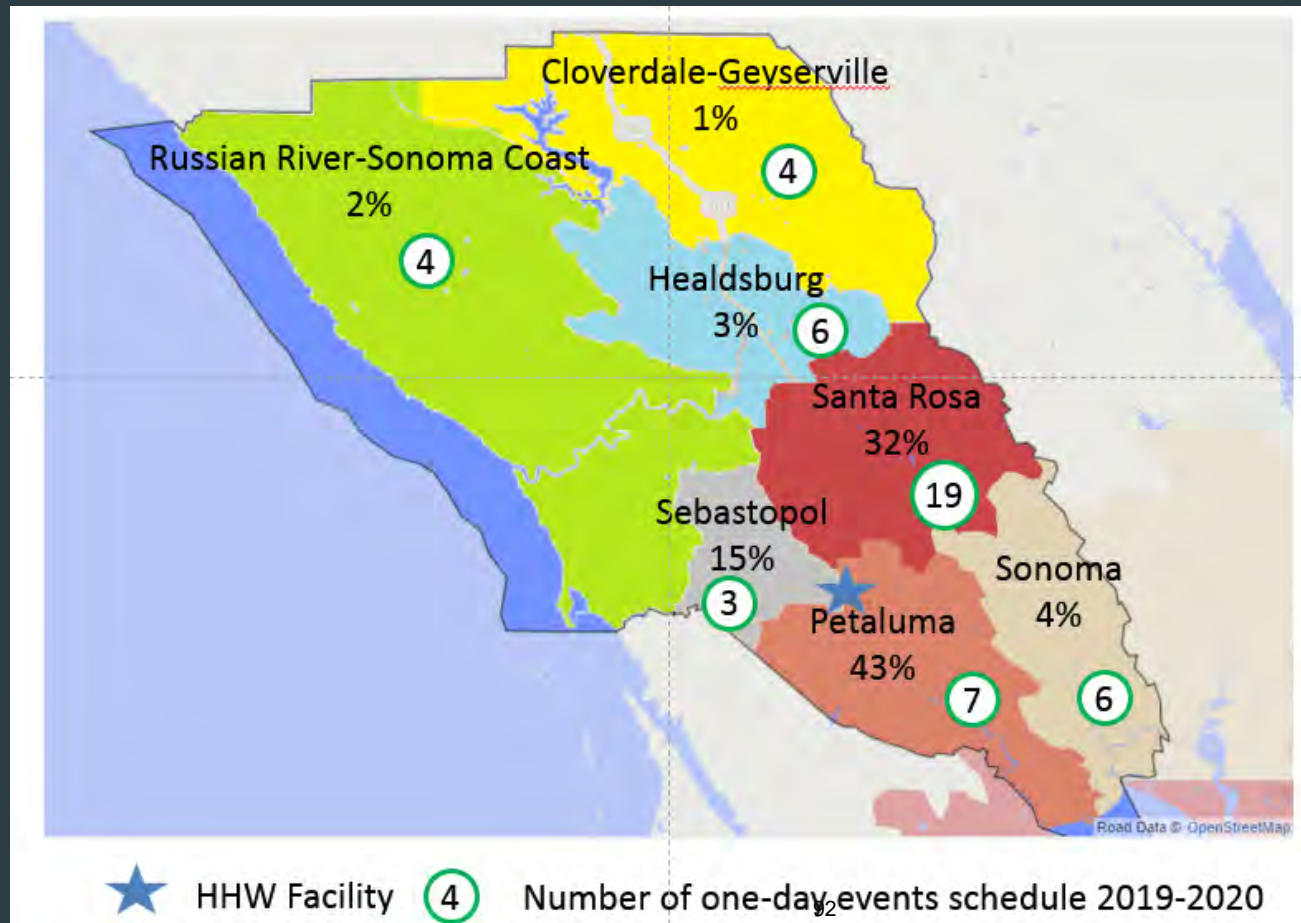 Cloverdale-Geyserville
1%
4
Russian River-Sonoma Coast
2%
4
Healdsburg
3%
6
Santa Rosa
32%
19
Sebastopol
15%
3
Sonoma
4%
6
Petaluma
43%
7
Road Data © OpenStreetMap
HHW Facility
4
Number of one-day events schedule 2019-2020
92